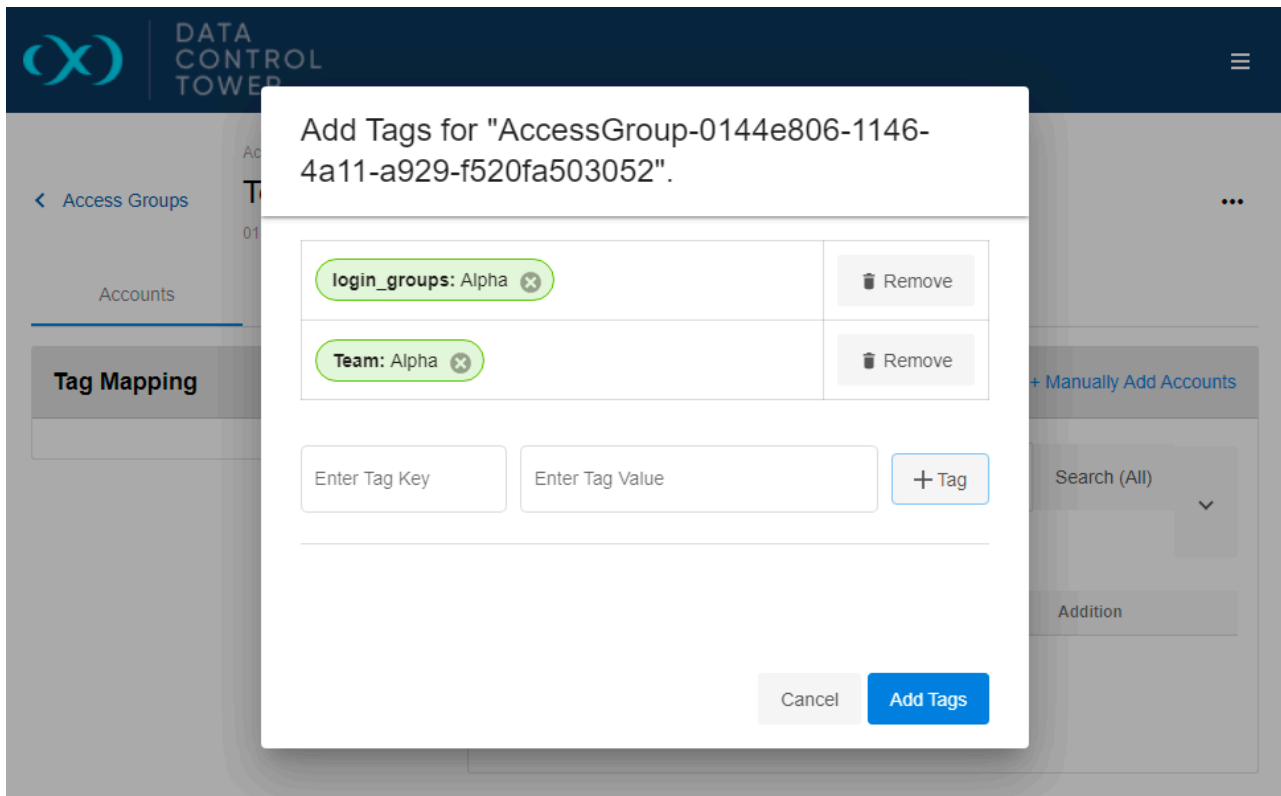 DATA
CONTROL
TOWER
Add Tags for "AccessGroup-0144e806-1146-
4a11-a929-f520fa503052".
Access Groups
01
Accounts
login_groups: Alpha
Remove
Team: Alpha
Remove
Tag Mapping
+ Manually Add Accounts
Enter Tag Key
Enter Tag Value
+ Tag
Search (All)
Addition
Cancel
Add Tags